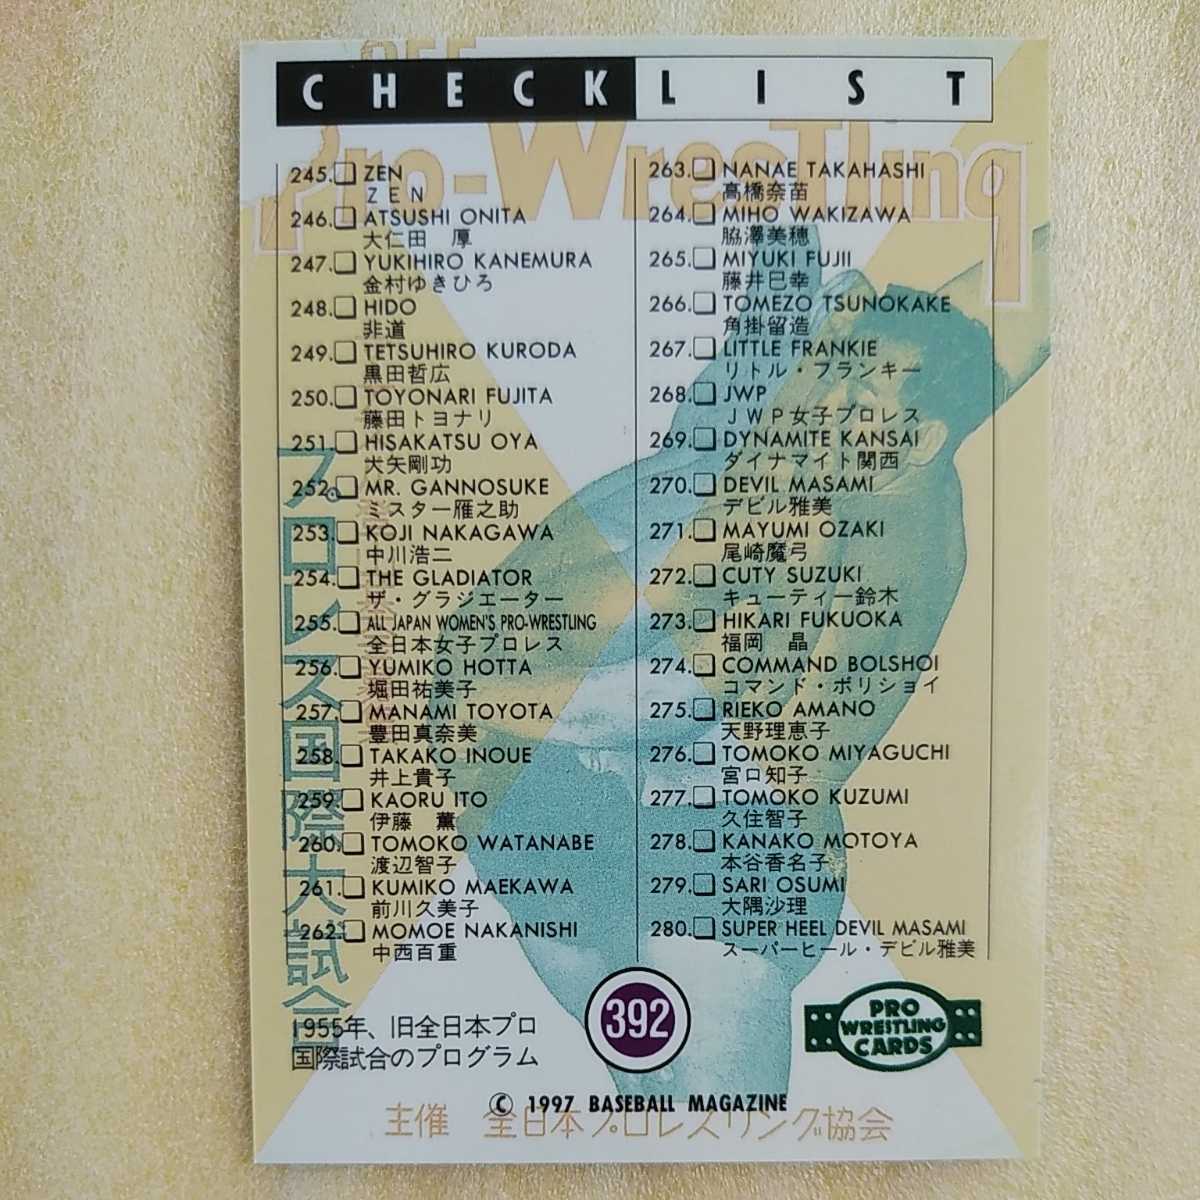 CHECKLIST
Pro-Wrestling
245. ZEN
ZEN
246. ATSUSHI ONITA
大仁田 厚
247. YUKIHIRO KANEMURA
金村ゆきひろ
248. HIDO
非道
249. TETSUHIRO KURODA
黒田哲広
250. TOYONARI FUJITA
藤田トヨナリ
251. HISAKATSU OYA
大矢剛功
252. MR. GANNOSUKE
ミスター雁之助
253. KOJI NAKAGAWA
中川浩二
254. THE GLADIATOR
ザ・グラジエーター
255. ALL JAPAN WOMEN'S PRO-WRESTLING
全日本女子プロレス
256. YUMIKO HOTTA
堀田祐美子
257. MANAMI TOYOTA
豊田真奈美
258. TAKAKO INOUE
井上貴子
259. KAORU ITO
伊藤 薫
260. TOMOKO WATANABE
渡辺智子
261. KUMIKO MAEKAWA
前川久美子
262. MOMOE NAKANISHI
中西百重
263. NANAE TAKAHASHI
高橋奈苗
264. MIHO WAKIZAWA
脇澤美穂
265. MIYUKI FUJII
藤井巳幸
266. TOMEZO TSUNOKAKE
角掛留造
267. LITTLE FRANKIE
リトル・フランキー
268. JWP
JWP女子プロレス
269. DYNAMITE KANSAI
ダイナマイト関西
270. DEVIL MASAMI
デビル雅美
271. MAYUMI OZAKI
尾崎魔弓
272. CUTY SUZUKI
キューティー鈴木
273. HIKARI FUKUOKA
福岡 晶
274. COMMAND BOLSHOI
コマンド・ボリショイ
275. RIEKO AMANO
天野理恵子
276. TOMOKO MIYAGUCHI
宮口知子
277. TOMOKO KUZUMI
久住智子
278. KANAKO MOTOYA
本谷香名子
279. SARI OSUMI
大隅沙理
280. SUPER HEEL DEVIL MASAMI
スーパーヒール・デビル雅美
プロレス国際大試合
1955年、旧全日本プロ
国際試合のプログラム
392
PRO
WRESTLING
CARDS
© 1997 BASEBALL MAGAZINE
主催 全日本プロレスリング協会